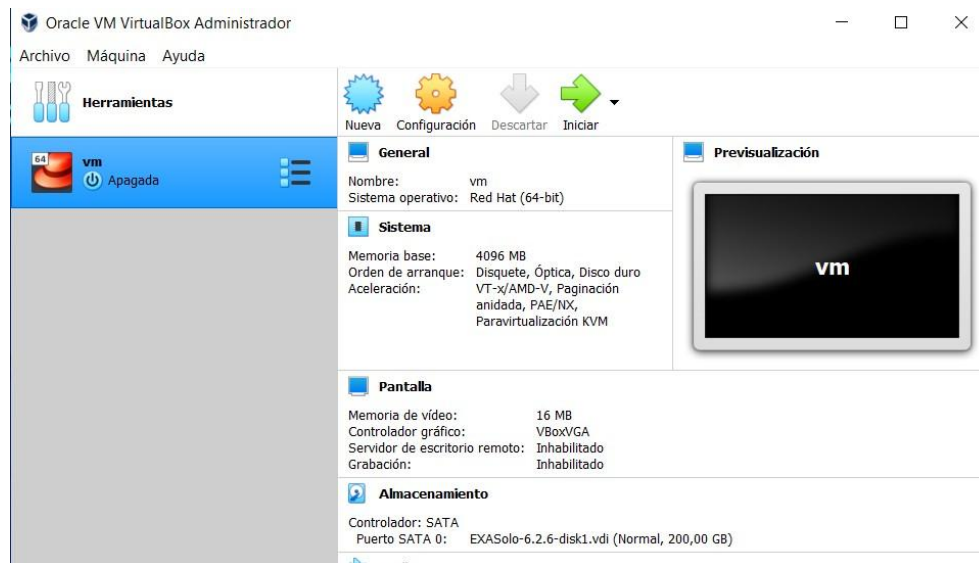 Oracle VM VirtualBox Administrador
Archivo Máquina Ayuda
Herramientas
Nueva Configuración Descartar Iniciar
64
vm
Apagada
General
Nombre: vm
Sistema operativo: Red Hat (64-bit)
Previsualización
vm
Sistema
Memoria base: 4096 MB
Orden de arranque: Disquete, Óptica, Disco duro
Aceleración: VT-x/AMD-V, Paginación
anidada, PAE/NX,
Paravirtualización KVM
Pantalla
Memoria de vídeo: 16 MB
Controlador gráfico: VBoxVGA
Servidor de escritorio remoto: Inhabilitado
Grabación: Inhabilitado
Almacenamiento
Controlador: SATA
Puerto SATA 0: EXASolo-6.2.6-disk1.vdi (Normal, 200,00 GB)